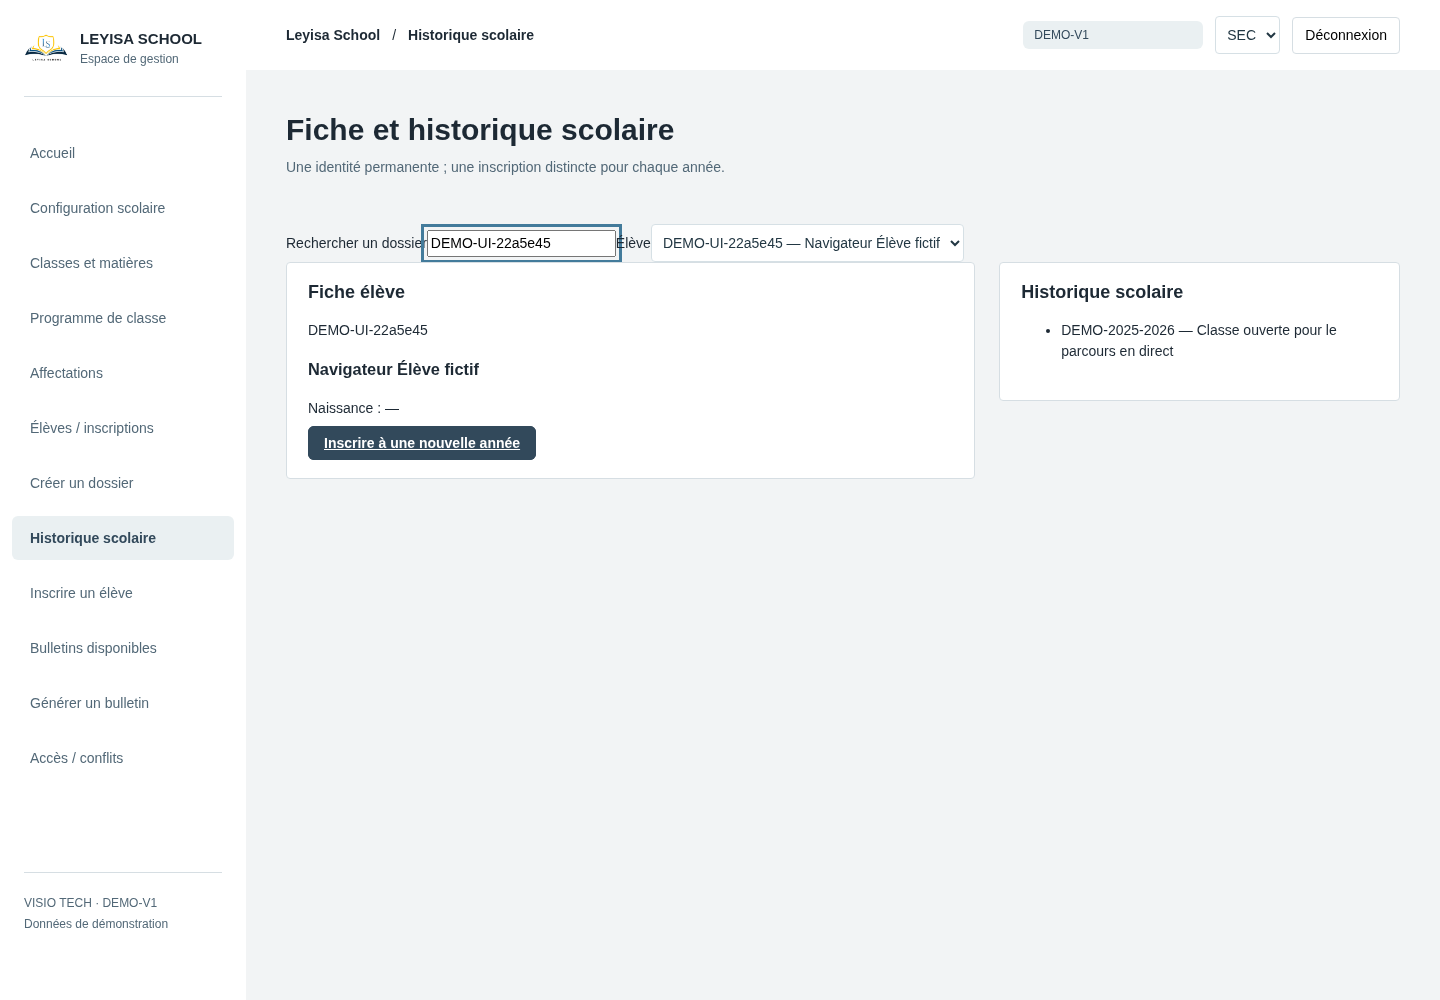 LEYISA SCHOOL
Espace de gestion
Accueil
Configuration scolaire
Classes et matières
Programme de classe
Affectations
Élèves / inscriptions
Créer un dossier
Historique scolaire
Inscrire un élève
Bulletins disponibles
Générer un bulletin
Accès / conflits
VISIO TECH · DEMO-V1
Données de démonstration
Leyisa School / Historique scolaire
DEMO-V1
SEC
Déconnexion
Fiche et historique scolaire
Une identité permanente ; une inscription distincte pour chaque année.
Rechercher un dossier DEMO-UI-22a5e45 Élève DEMO-UI-22a5e45 — Navigateur Élève fictif
Fiche élève
DEMO-UI-22a5e45
Navigateur Élève fictif
Naissance : —
Inscrire à une nouvelle année
Historique scolaire
• DEMO-2025-2026 — Classe ouverte pour le
parcours en direct